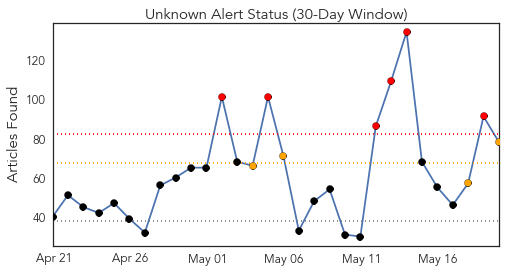 Unknown Alert Status (30-Day Window)
Articles Found
120
100
80
60
40
Apr 21
Apr 26
May 01
May 06
May 11
May 16